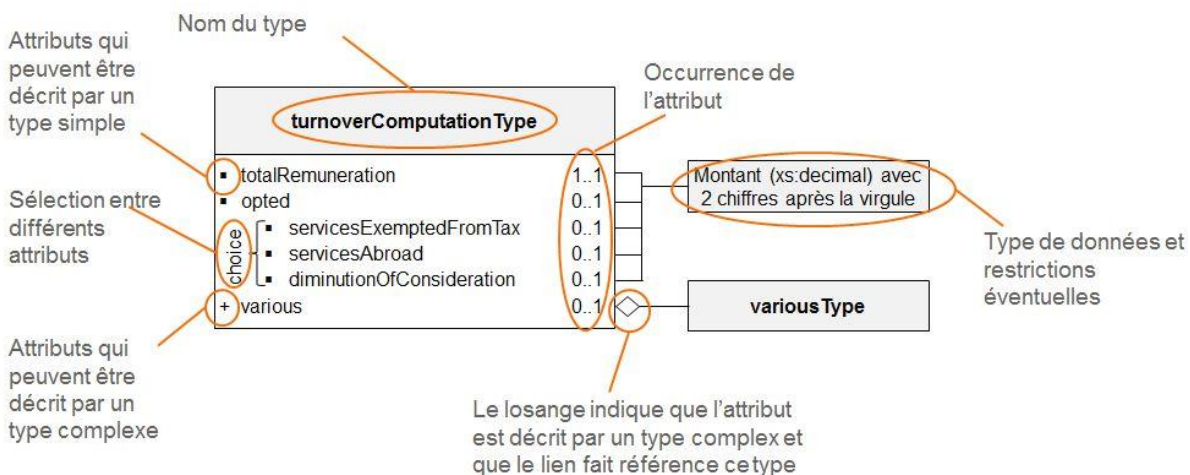 Nom du type
Attributs qui
peuvent être
décrit par un
type simple
Occurrence de
l'attribut
turnoverComputationType
▪ totalRemuneration 1..1
▪ opted 0..1
choice
▪ servicesExemptedFromTax 0..1
▪ servicesAbroad 0..1
▪ diminutionOfConsideration 0..1
+ various 0..1
Montant (xs:decimal) avec
2 chiffres après la virgule
variousType
Sélection entre
différents
attributs
Type de données et
restrictions
éventuelles
Attributs qui
peuvent être
décrit par un
type complexe
Le losange indique que l'attribut
est décrit par un type complex et
que le lien fait référence ce type